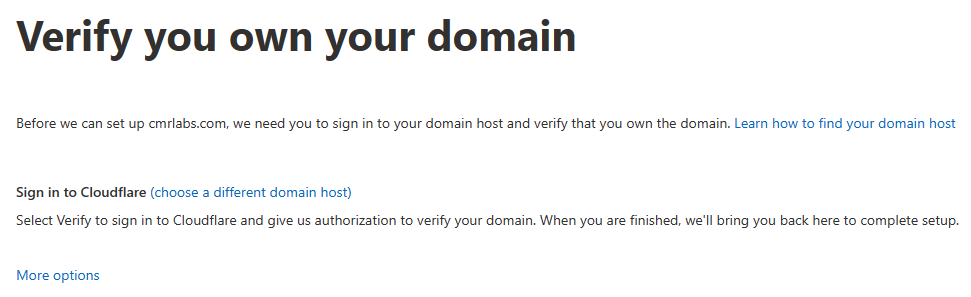 Verify you own your domain
Before we can set up cmrlabs.com, we need you to sign in to your domain host and verify that you own the domain. Learn how to find your domain host
Sign in to Cloudflare (choose a different domain host)
Select Verify to sign in to Cloudflare and give us authorization to verify your domain. When you are finished, we'll bring you back here to complete setup.
More options